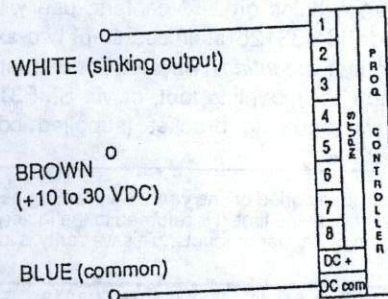 WHITE (sinking output)
BROWN
(+10 to 30 VDC)
BLUE (common)
1
2
3
4
5
6
7
8
DC +
DC com
INPUTS
PROG. CONTROLLER